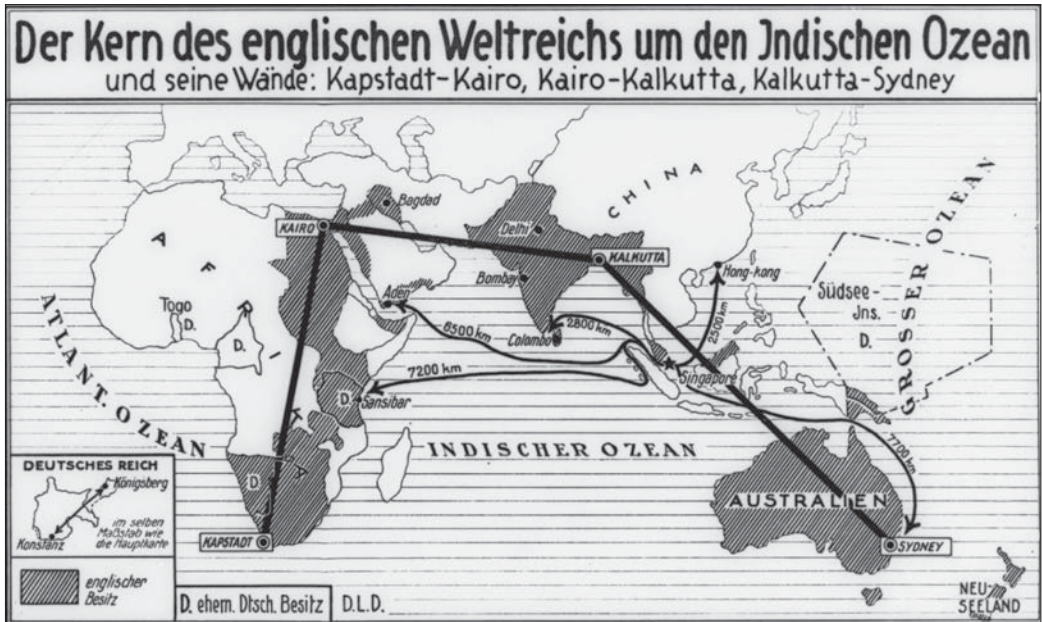 Der Kern des englischen Weltreichs um den Indischen Ozean
und seine Wände: Kapstadt-Kairo, Kairo-Kalkutta, Kalkutta-Sydney
CHINA
Bagdad
KAIRO
Delhi
KALKUTTA
Bombay
Hong-kong
GROSSER OZEAN
Südsee-
Jns.
D.
ATLANT. OZEAN
AFRIKA
Togo
D.
D.
Aden
6500 km
2800 km
Colombo
2500 km
Singapore
7200 km
D.
Sansibar
INDISCHER OZEAN
7700 km
AUSTRALIEN
D.
KAPSTADT
SYDNEY
NEU-
SEELAND
DEUTSCHES REICH
Königsberg
Konstanz
im selben
Maßstab wie
die Hauptkarte
englischer
Besitz
D. ehem. Dtsch. Besitz
D.L.D.